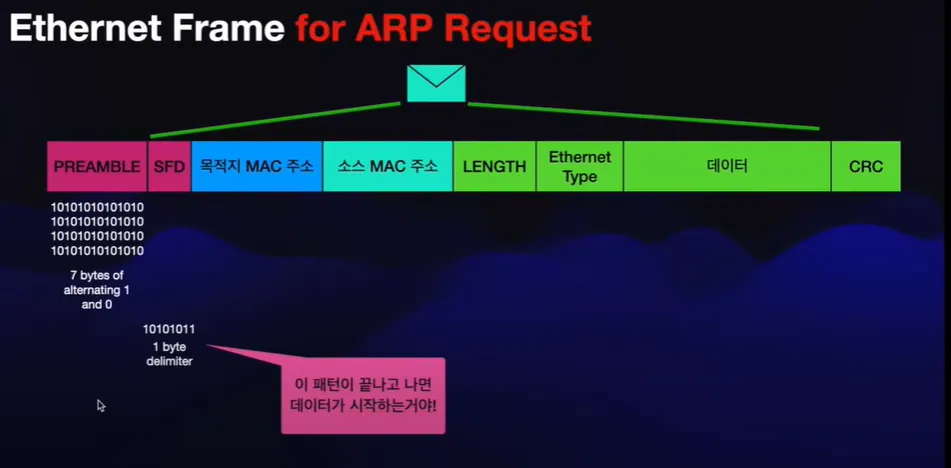 Ethernet Frame for ARP Request
PREAMBLE
SFD
목적지 MAC 주소
소스 MAC 주소
LENGTH
Ethernet
Type
데이터
CRC
10101010101010
10101010101010
10101010101010
10101010101010
7 bytes of
alternating 1
and 0
10101011
1 byte
delimiter
이 패턴이 끝나고 나면
데이터가 시작하는거야!